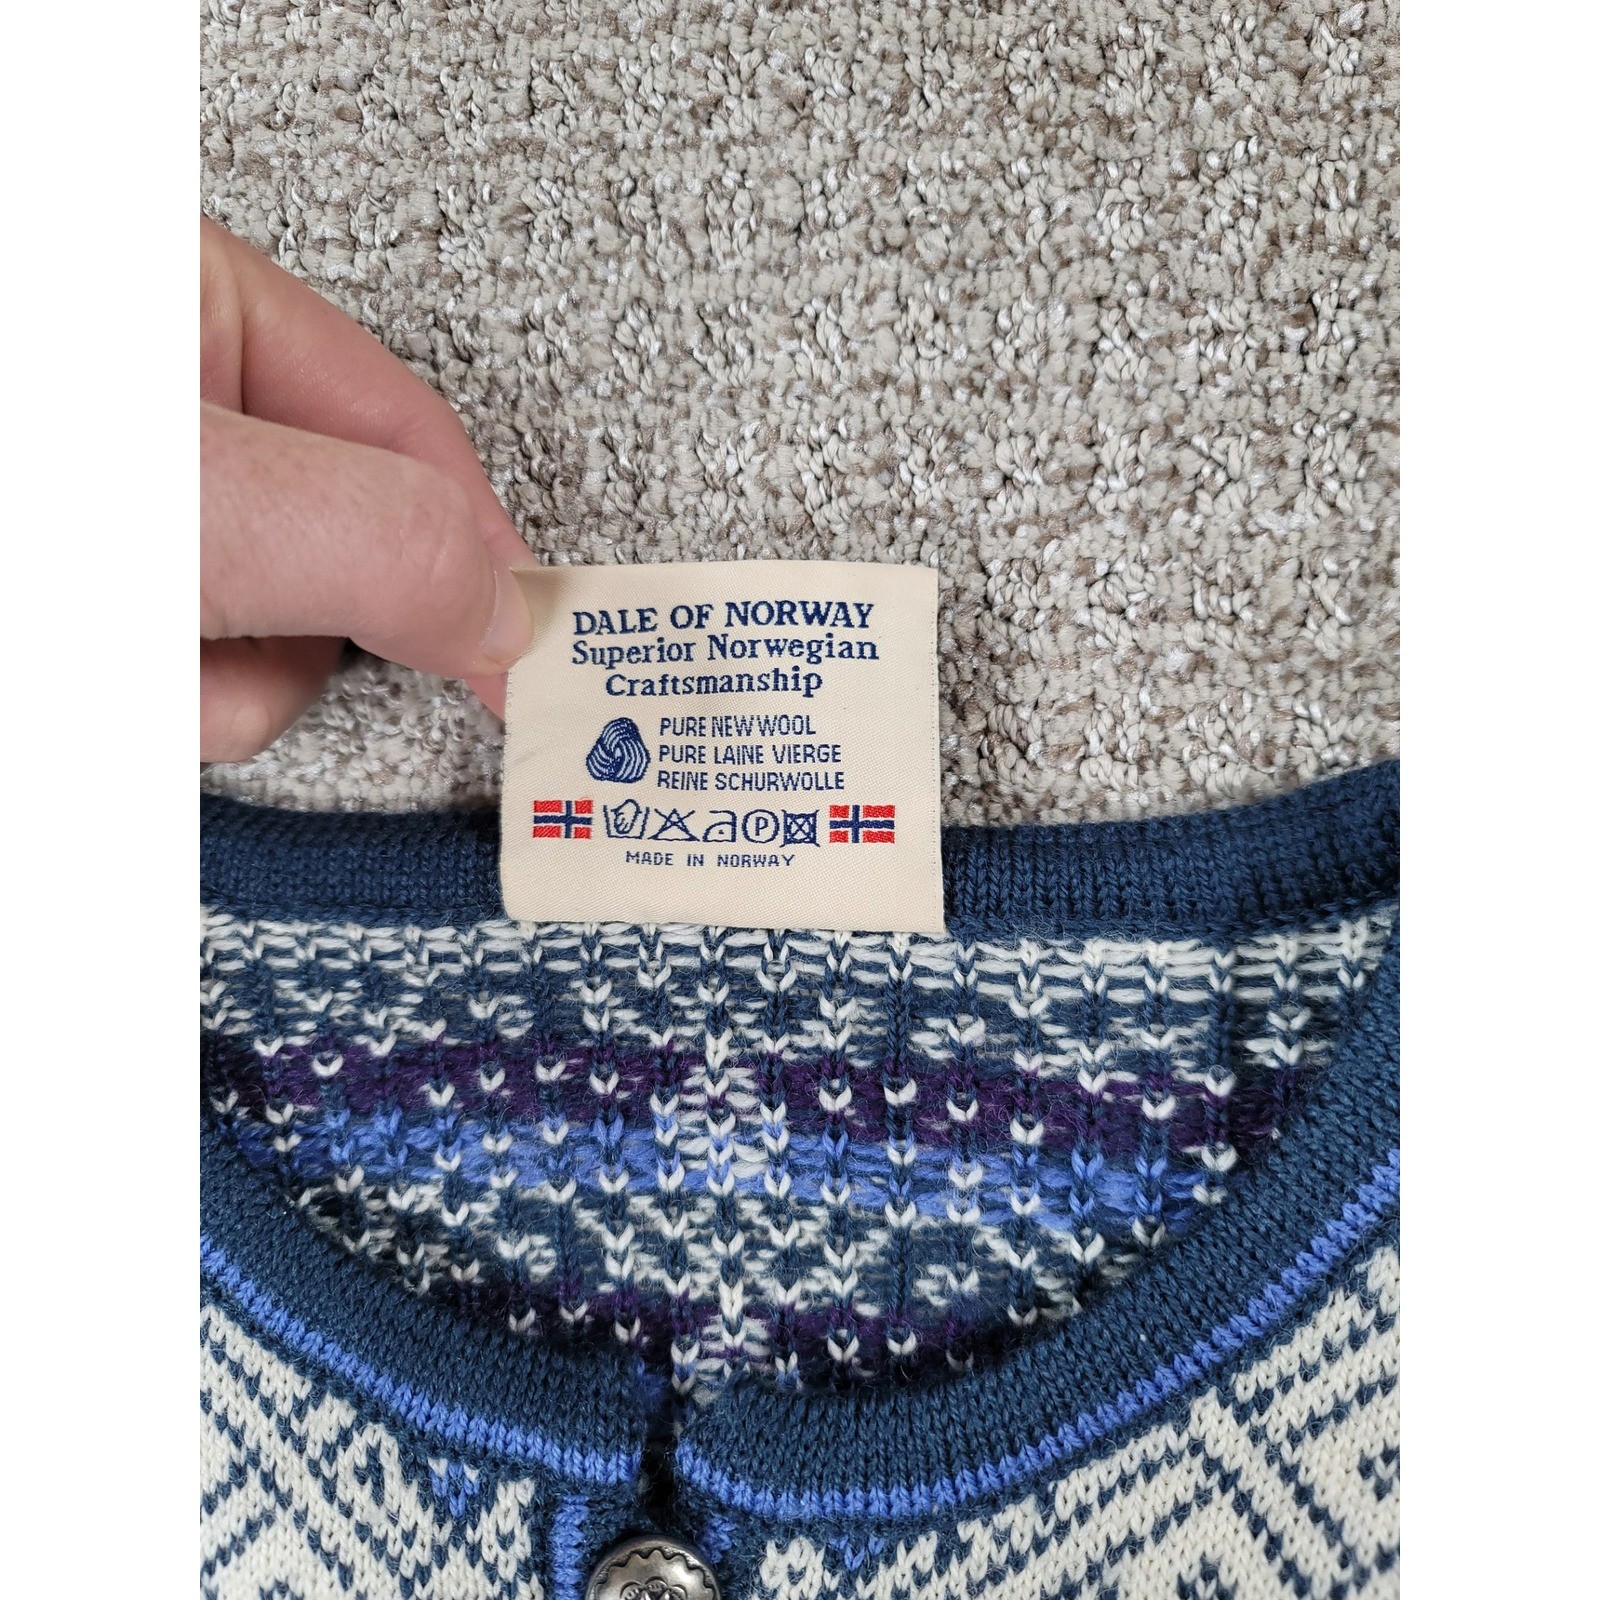 DALE OF NORWAY
Superior Norwegian
Craftsmanship
PURE NEW WOOL
PURE LAINE VIERGE
REINE SCHURWOLLE
P
MADE IN NORWAY